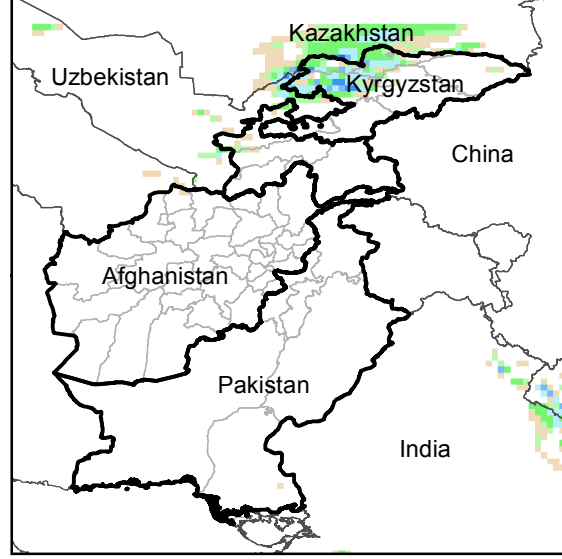 Kazakhstan
Uzbekistan
Kyrgyzstan
China
Afghanistan
Pakistan
India